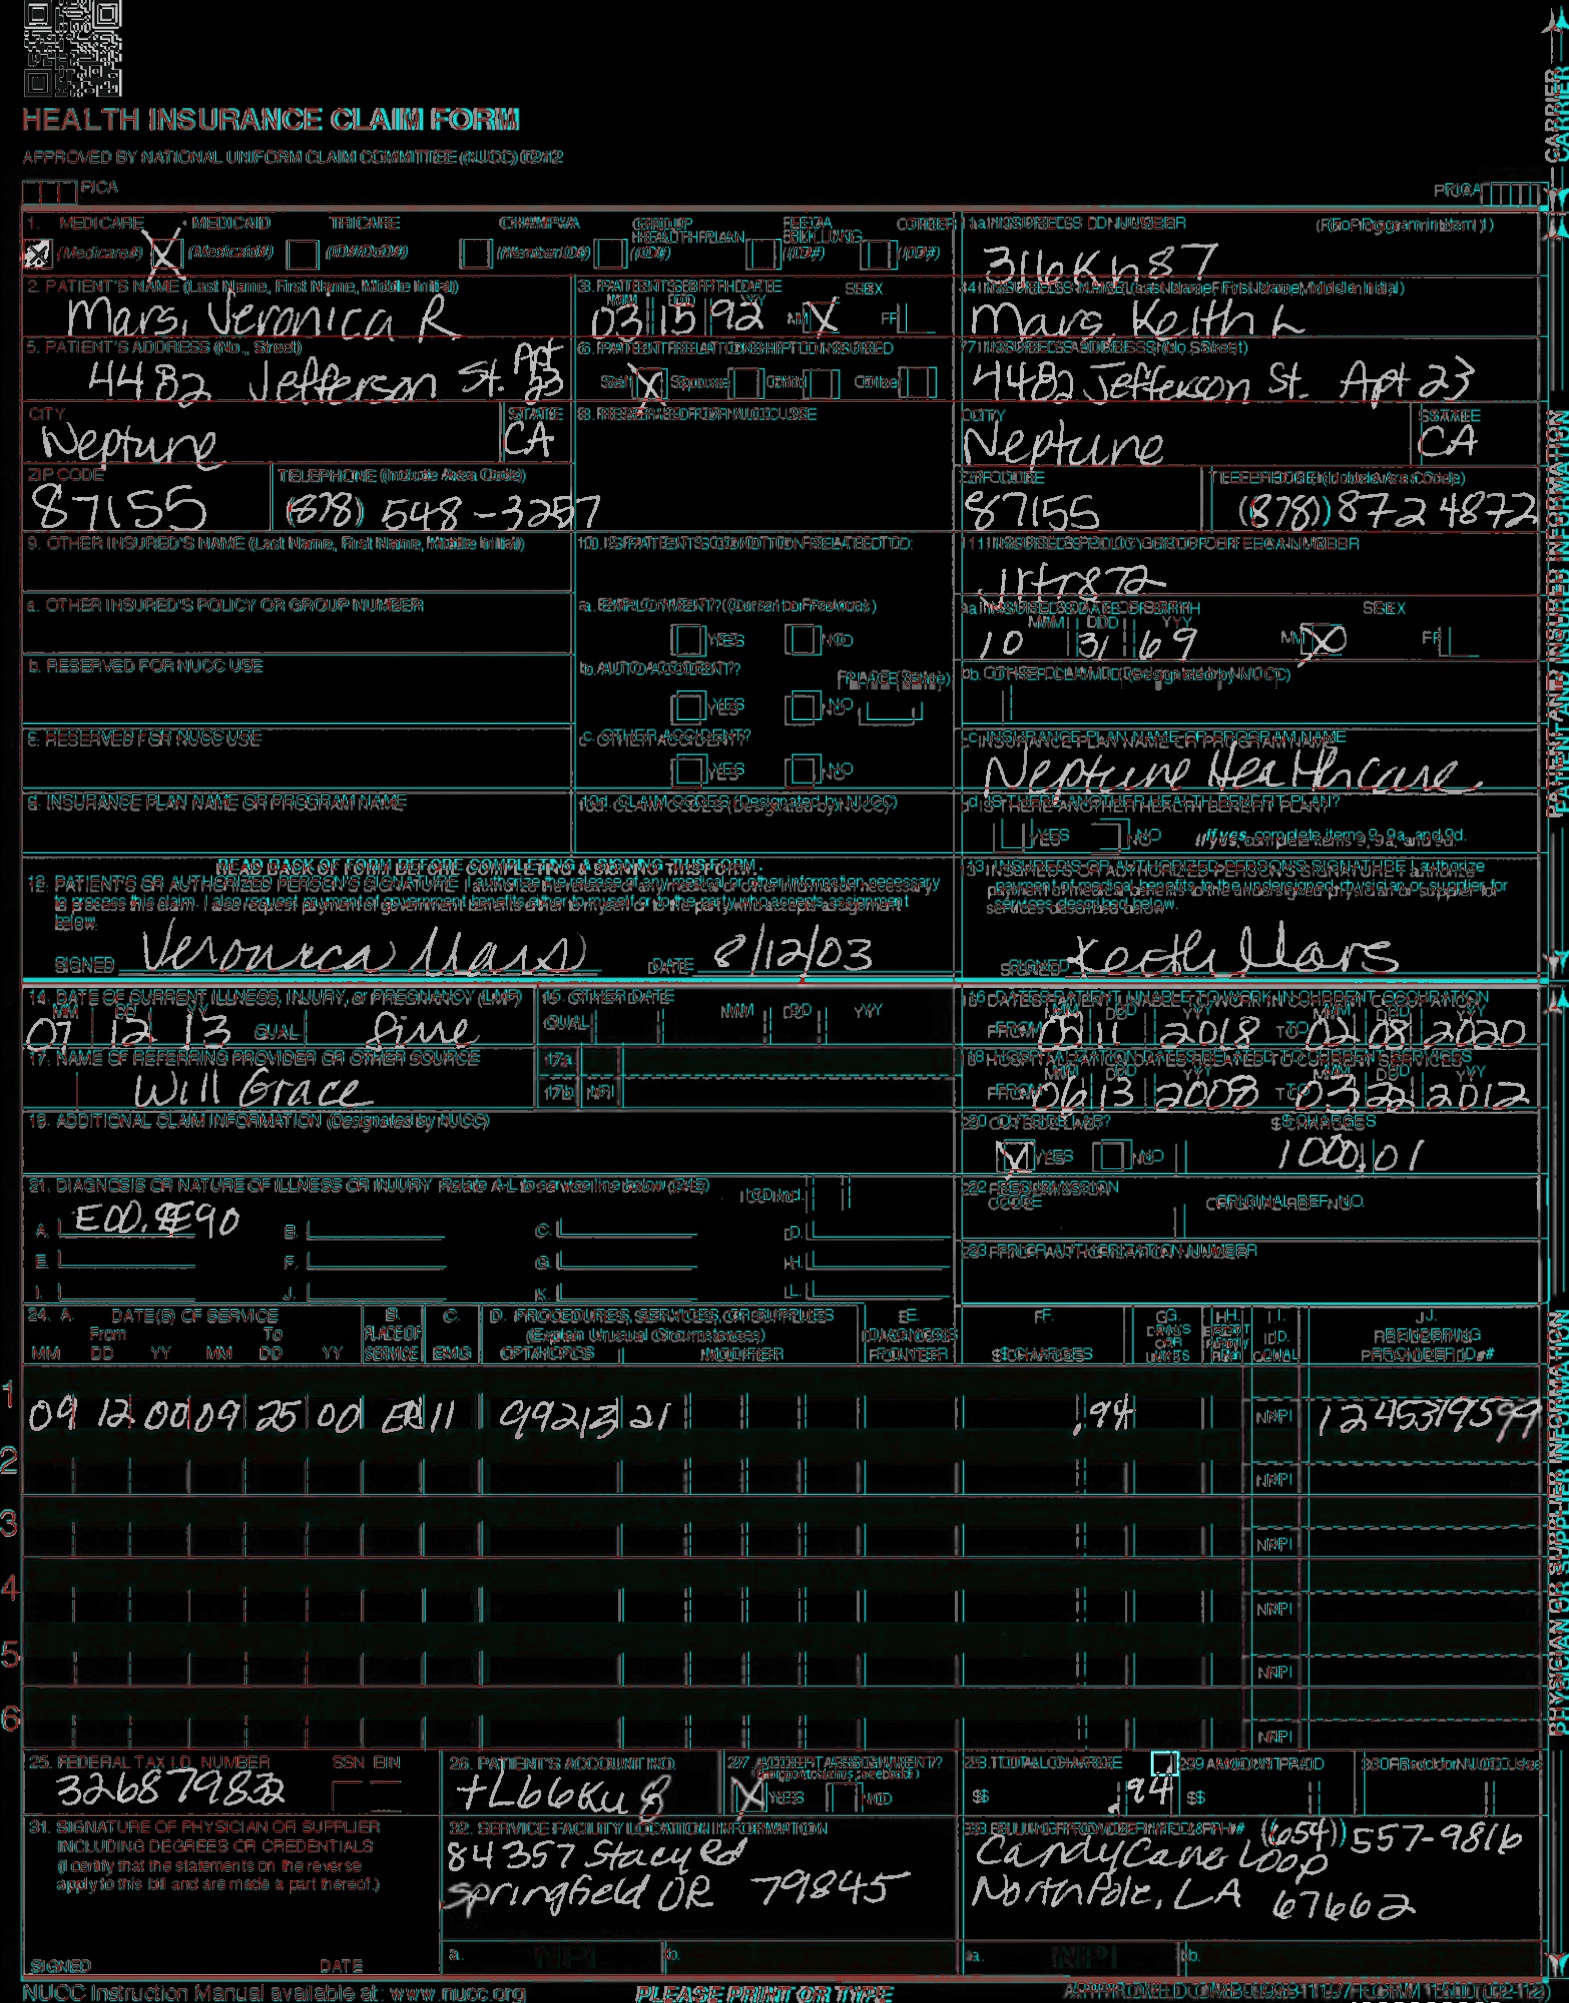 HEALTH INSURANCE CLAIM FORM
APPROVED BY NATIONAL UNIFORM CLAIM COMMITTEE (NUCC) 02/12
PICA
PICA
CARRIER
1. MEDICARE MEDICAID TRICARE CHAMPVA GROUP HEALTH PLAN FECA BLK LUNG OTHER
(Medicare#) X (Medicaid#) (ID#/DoD#) (Member ID#) (ID#) (ID#) (ID#)
1a. INSURED'S I.D. NUMBER (For Program in Item 1)
316Kh87
2. PATIENT'S NAME (Last Name, First Name, Middle Initial)
Mars, Veronica R
3. PATIENT'S BIRTH DATE SEX
MM DD YY
03 15 92 M X F
4. INSURED'S NAME (Last Name, First Name, Middle Initial)
Mars, Keith L
5. PATIENT'S ADDRESS (No., Street)
4482 Jefferson St. Apt 23
6. PATIENT RELATIONSHIP TO INSURED
Self X Spouse Child Other
7. INSURED'S ADDRESS (No., Street)
4482 Jefferson St. Apt 23
CITY STATE
Neptune CA
8. RESERVED FOR NUCC USE
CITY STATE
Neptune CA
ZIP CODE TELEPHONE (Include Area Code)
87155 (878) 548-3257
ZIP CODE TELEPHONE (Include Area Code)
87155 (878) 872 4872
9. OTHER INSURED'S NAME (Last Name, First Name, Middle Initial)
10. IS PATIENT'S CONDITION RELATED TO:
11. INSURED'S POLICY GROUP OR FECA NUMBER
a. OTHER INSURED'S POLICY OR GROUP NUMBER
a. EMPLOYMENT? (Current or Previous)
YES NO
a. INSURED'S DATE OF BIRTH SEX
MM DD YY
10 31 69 M X F
b. RESERVED FOR NUCC USE
b. AUTO ACCIDENT? PLACE (State)
YES NO
b. OTHER CLAIM ID (Designated by NUCC)
c. RESERVED FOR NUCC USE
c. OTHER ACCIDENT?
YES NO
c. INSURANCE PLAN NAME OR PROGRAM NAME
Neptune Healthcare
d. INSURANCE PLAN NAME OR PROGRAM NAME
10d. CLAIM CODES (Designated by NUCC)
d. IS THERE ANOTHER HEALTH BENEFIT PLAN?
YES NO If yes, complete items 9, 9a, and 9d.
PATIENT AND INSURED INFORMATION
READ BACK OF FORM BEFORE COMPLETING & SIGNING THIS FORM.
12. PATIENT'S OR AUTHORIZED PERSON'S SIGNATURE I authorize the release of any medical or other information necessary
to process this claim. I also request payment of government benefits either to myself or to the party who accepts assignment
below.
SIGNED Veronica Mars DATE 8/12/03
13. INSURED'S OR AUTHORIZED PERSON'S SIGNATURE I authorize
payment of medical benefits to the undersigned physician or supplier for
services described below.
SIGNED Keith Mars
14. DATE OF CURRENT ILLNESS, INJURY, or PREGNANCY (LMP)
MM DD YY
07 12 13 QUAL.
15. OTHER DATE
QUAL. MM DD YY
16. DATES PATIENT UNABLE TO WORK IN CURRENT OCCUPATION
MM DD YY MM DD YY
FROM 11 2018 TO 02 08 2020
17. NAME OF REFERRING PROVIDER OR OTHER SOURCE
Will Grace
17a.
17b. NPI
18. HOSPITALIZATION DATES RELATED TO CURRENT SERVICES
MM DD YY MM DD YY
FROM 06 13 2008 TO 03 22 2012
19. ADDITIONAL CLAIM INFORMATION (Designated by NUCC)
20. OUTSIDE LAB? $ CHARGES
YES NO 1000 01
21. DIAGNOSIS OR NATURE OF ILLNESS OR INJURY Relate A-L to service line below (24E) ICD Ind.
A. B. C. D.
E. F. G. H.
I. J. K. L.
22. RESUBMISSION CODE ORIGINAL REF. NO.
23. PRIOR AUTHORIZATION NUMBER
24. A. DATE(S) OF SERVICE B. C. D. PROCEDURES, SERVICES, OR SUPPLIES E. F. G. H. I. J.
From To PLACE OF (Explain Unusual Circumstances) DIAGNOSIS DAYS OR UNITS ID. RENDERING
MM DD YY MM DD YY SERVICE EMG CPT/HCPCS MODIFIER POINTER $ CHARGES QUAL. PROVIDER ID. #
1
09 12 00 09 25 00 ER 11 99213 21 .94 NPI 1245319599
2 NPI
3 NPI
4 NPI
5 NPI
6 NPI
PHYSICIAN OR SUPPLIER INFORMATION
25. FEDERAL TAX I.D. NUMBER SSN EIN
326879832
26. PATIENT'S ACCOUNT NO.
+L66Ku8
27. ACCEPT ASSIGNMENT?
X YES NO
28. TOTAL CHARGE
$ .94
29. AMOUNT PAID
$
30. Rsvd for NUCC Use
31. SIGNATURE OF PHYSICIAN OR SUPPLIER
INCLUDING DEGREES OR CREDENTIALS
(I certify that the statements on the reverse
apply to this bill and are made a part thereof.)
SIGNED DATE
32. SERVICE FACILITY LOCATION INFORMATION
84357 Stacy Rd
Springfield OR 79845
a. NPI b.
33. BILLING PROVIDER INFO & PH # (654) 557-9816
Candy Cane Loop
North Pole, LA 67662
a. NPI b.
NUCC Instruction Manual available at: www.nucc.org
PLEASE PRINT OR TYPE